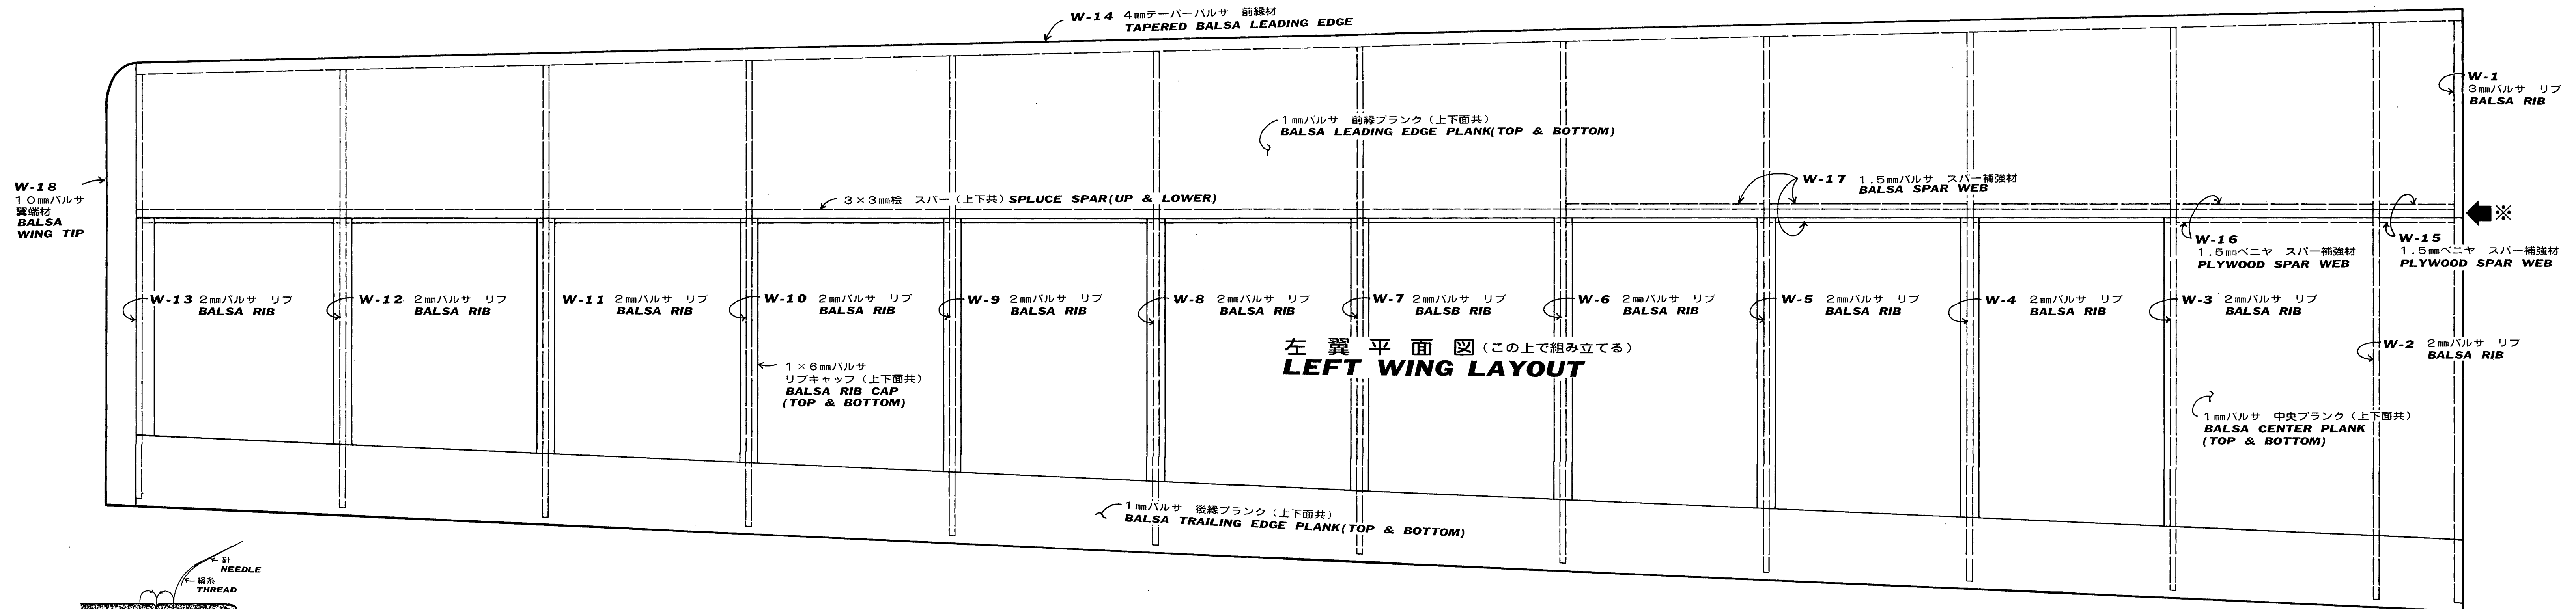 W-14 4㎜テーパーバルサ 前縁材
TAPERED BALSA LEADING EDGE
W-1
3㎜バルサ リブ
BALSA RIB
1㎜バルサ 前縁プランク（上下面共）
BALSA LEADING EDGE PLANK(TOP & BOTTOM)
W-18
10㎜バルサ
翼端材
BALSA
WING TIP
3×3㎜桧 スパー（上下共）SPLUCE SPAR(UP & LOWER)
W-17 1.5㎜バルサ スパー補強材
BALSA SPAR WEB
※
W-16
1.5㎜ベニヤ スパー補強材
PLYWOOD SPAR WEB
W-15
1.5㎜ベニヤ スパー補強材
PLYWOOD SPAR WEB
W-13 2㎜バルサ リブ
BALSA RIB
W-12 2㎜バルサ リブ
BALSA RIB
W-11 2㎜バルサ リブ
BALSA RIB
W-10 2㎜バルサ リブ
BALSA RIB
W-9 2㎜バルサ リブ
BALSA RIB
W-8 2㎜バルサ リブ
BALSA RIB
W-7 2㎜バルサ リブ
BALSB RIB
W-6 2㎜バルサ リブ
BALSA RIB
W-5 2㎜バルサ リブ
BALSA RIB
W-4 2㎜バルサ リブ
BALSA RIB
W-3 2㎜バルサ リブ
BALSA RIB
W-2 2㎜バルサ リブ
BALSA RIB
左翼平面図（この上で組み立てる）
LEFT WING LAYOUT
1×6㎜バルサ
リブキャップ（上下面共）
BALSA RIB CAP
(TOP & BOTTOM)
1㎜バルサ 中央プランク（上下面共）
BALSA CENTER PLANK
(TOP & BOTTOM)
1㎜バルサ 後縁プランク（上下面共）
BALSA TRAILING EDGE PLANK(TOP & BOTTOM)
針
NEEDLE
絹糸
THREAD